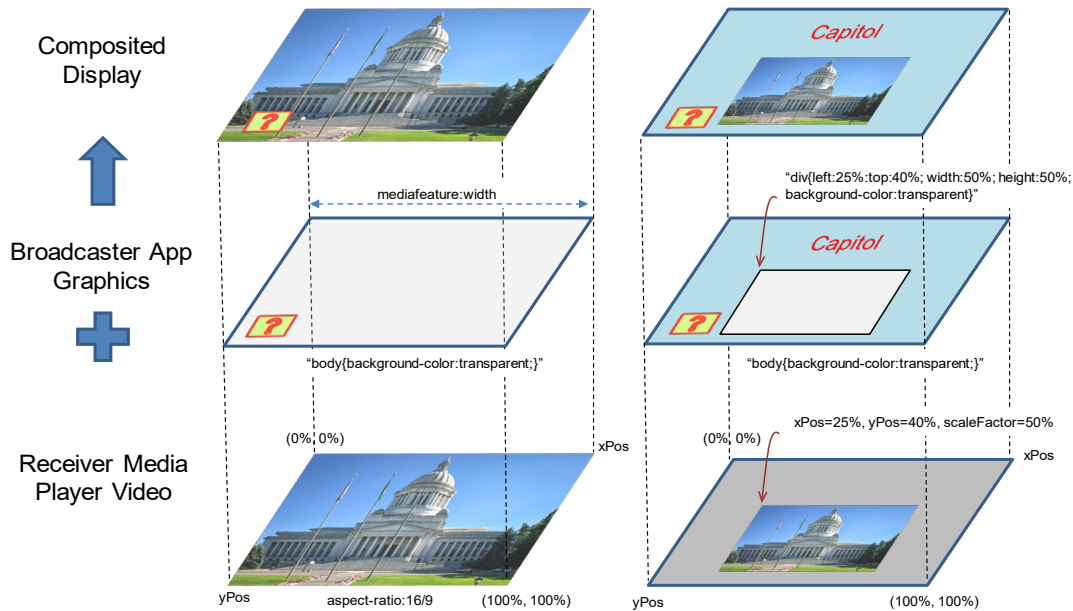 Composited
Display
Capitol
?
?
"div{left:25%:top:40%; width:50%; height:50%;
background-color:transparent}"
mediafeature:width
Broadcaster App
Graphics
Capitol
?
?
"body{background-color:transparent;}"
"body{background-color:transparent;}"
xPos=25%, yPos=40%, scaleFactor=50%
(0%, 0%)
xPos
(0%, 0%)
xPos
Receiver Media
Player Video
yPos
aspect-ratio:16/9
(100%, 100%)
yPos
(100%, 100%)